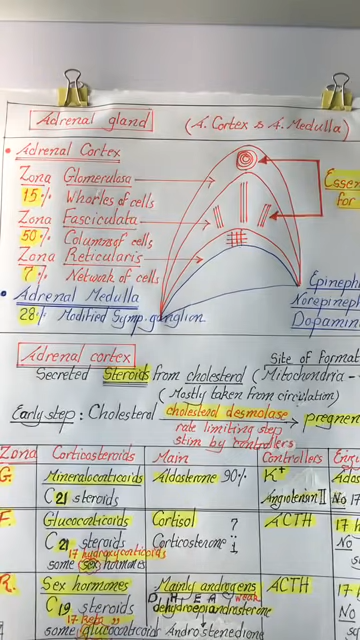 Adrenal gland (A. Cortex & A. Medulla)
• Adrenal Cortex
Zona Glomerulosa
15% Whorles of cells
Zona Fasciculata
50% Columns of cells
Zona Reticularis
7% Network of cells
• Adrenal Medulla
28% Modified Symp. ganglion
Essen
for
Epineph
Norepineph
Dopamin
Adrenal cortex
Site of Format
Secreted Steroids from cholesterol (Mitochondria -
(Mostly taken from circulation)
Early step: Cholesterol cholesterol desmolase pregnen
rate limiting step
stim by controllers
Zona Corticosteroids Main Controllers
G. Mineralocorticoids Aldosterone 90% K+ Aldos
C21 steroids Angiotensin II No 17
F. Glucocorticoids Cortisol ? ACTH 17 h
C21 steroids Corticosterone No
17 hydroxycorticoids
some sex hormones
R. Sex hormones Mainly androgens ACTH 17 h
DHEA weak
C19 steroids dehydroepiandrosterone No
17
some glucocorticoid Androstenedione